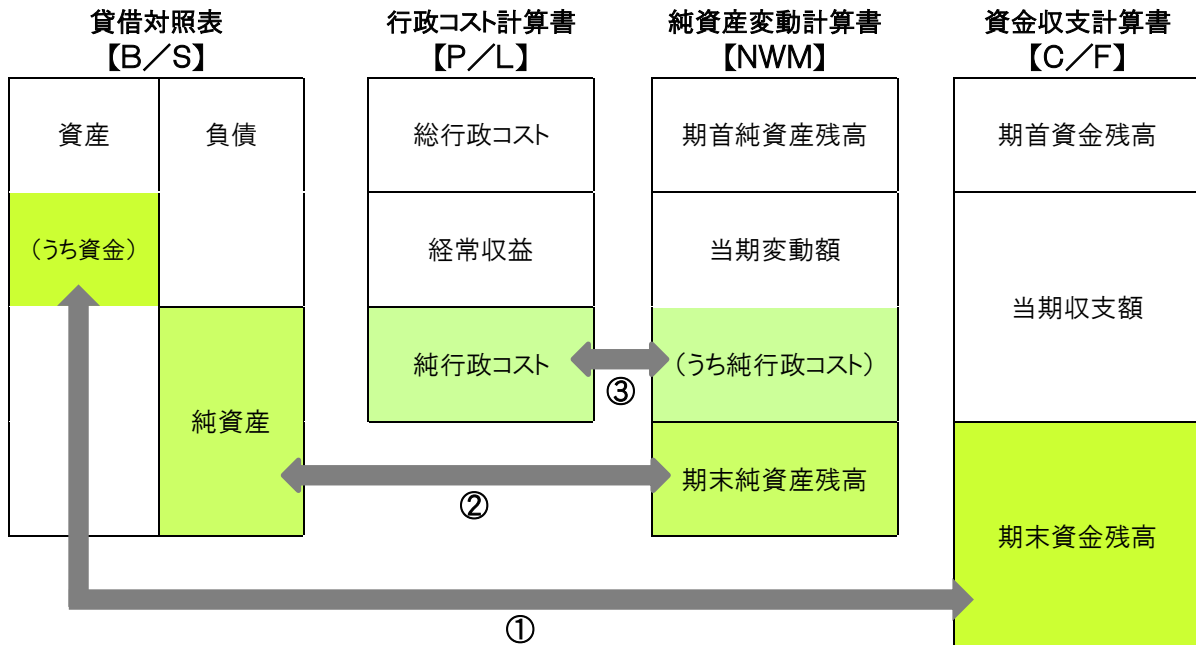 貸借対照表
【B／S】
行政コスト計算書
【P／L】
純資産変動計算書
【NWM】
資金収支計算書
【C／F】
資産
負債
総行政コスト
期首純資産残高
期首資金残高
（うち資金）
経常収益
当期変動額
当期収支額
純行政コスト
（うち純行政コスト）
③
純資産
期末純資産残高
②
期末資金残高
①